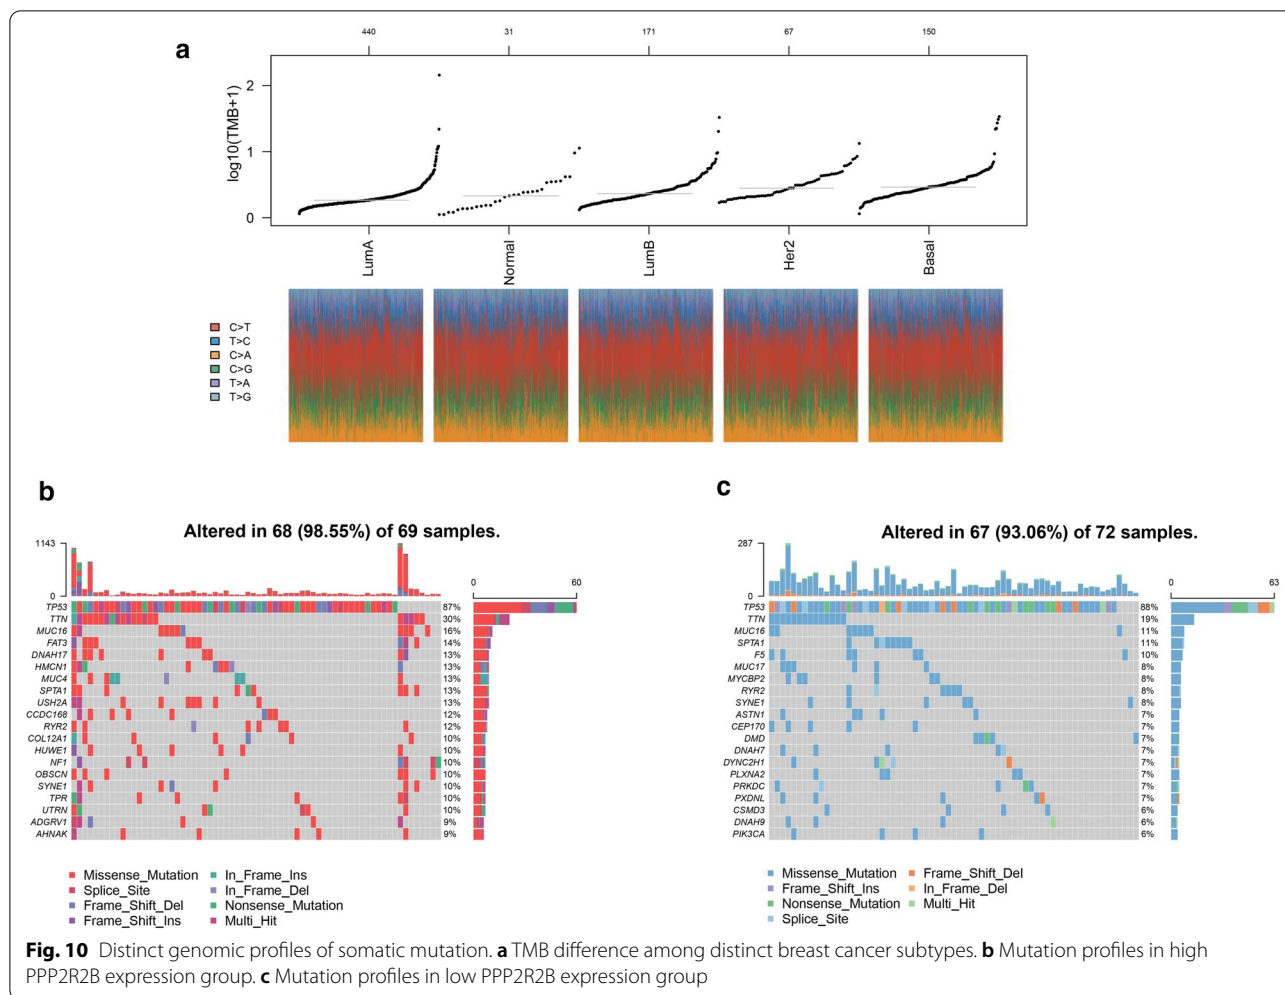 a
440 31 171 67 150
log10(TMB+1)
2
1
0
LumA Normal LumB Her2 Basal
C>T
T>C
C>A
C>G
T>A
T>G
b
Altered in 68 (98.55%) of 69 samples.
1143
0
0 60
TP53 87%
TTN 30%
MUC16 16%
FAT3 14%
DNAH17 13%
HMCN1 13%
MUC4 13%
SPTA1 13%
USH2A 13%
CCDC168 12%
RYR2 12%
COL12A1 10%
HUWE1 10%
NF1 10%
OBSCN 10%
SYNE1 10%
TPR 10%
UTRN 10%
ADGRV1 9%
AHNAK 9%
Missense_Mutation In_Frame_Ins
Splice_Site In_Frame_Del
Frame_Shift_Del Nonsense_Mutation
Frame_Shift_Ins Multi_Hit
c
Altered in 67 (93.06%) of 72 samples.
287
0
0 63
TP53 88%
TTN 19%
MUC16 11%
SPTA1 11%
F5 10%
MUC17 8%
MYCBP2 8%
RYR2 8%
SYNE1 8%
ASTN1 7%
CEP170 7%
DMD 7%
DNAH7 7%
DYNC2H1 7%
PLXNA2 7%
PRKDC 7%
PXDNL 7%
CSMD3 6%
DNAH9 6%
PIK3CA 6%
Missense_Mutation Frame_Shift_Del
Frame_Shift_Ins In_Frame_Del
Nonsense_Mutation Multi_Hit
Splice_Site
Fig. 10 Distinct genomic profiles of somatic mutation. a TMB difference among distinct breast cancer subtypes. b Mutation profiles in high
PPP2R2B expression group. c Mutation profiles in low PPP2R2B expression group